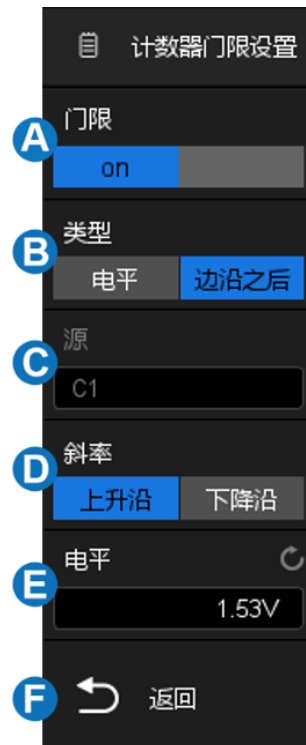 计数器门限设置
A
门限
on
B
类型
电平 边沿之后
C
源
C1
D
斜率
上升沿 下降沿
E
电平
1.53V
F
返回